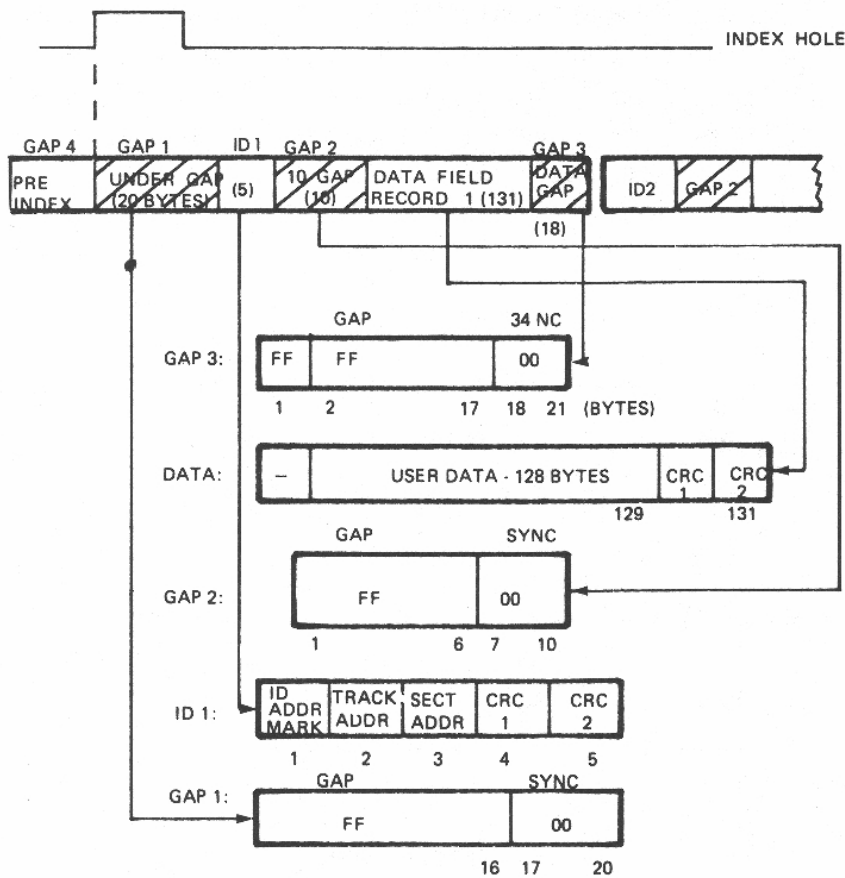 INDEX HOLE
GAP 4 GAP 1 ID 1 GAP 2 GAP 3
PRE
INDEX
UNDER GAP
(20 BYTES)
(5)
10 GAP
(10)
DATA FIELD
RECORD 1 (131)
DATA
GAP
(18)
ID2
GAP 2
GAP 34 NC
GAP 3: FF FF 00
1 2 17 18 21 (BYTES)
DATA: – USER DATA - 128 BYTES CRC 1 CRC 2
129 131
GAP SYNC
GAP 2: FF 00
1 6 7 10
ID 1:
ID
ADDR
MARK
TRACK
ADDR
SECT
ADDR
CRC
1
CRC
2
1 2 3 4 5
GAP SYNC
GAP 1: FF 00
16 17 20